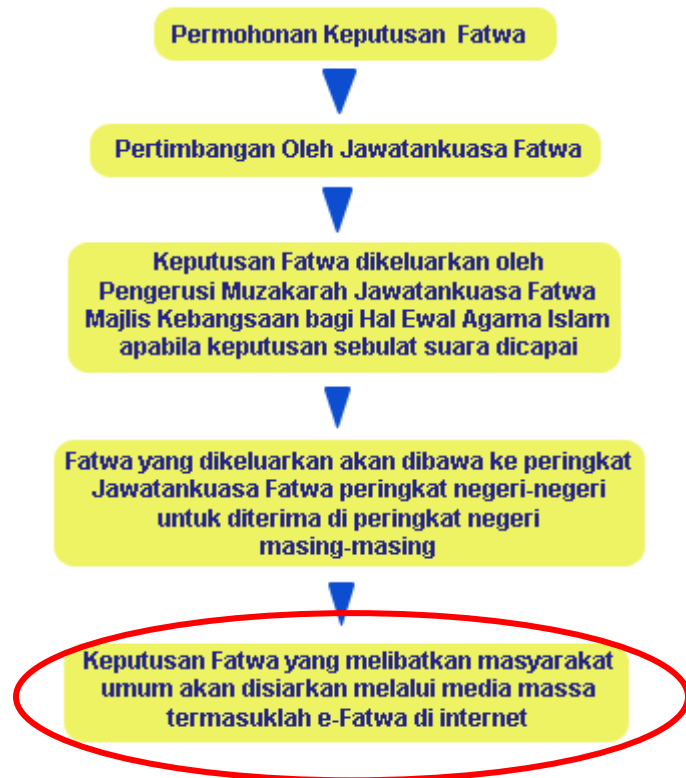 Permohonan Keputusan Fatwa
Pertimbangan Oleh Jawatankuasa Fatwa
Keputusan Fatwa dikeluarkan oleh
Pengerusi Muzakarah Jawatankuasa Fatwa
Majlis Kebangsaan bagi Hal Ewal Agama Islam
apabila keputusan sebulat suara dicapai
Fatwa yang dikeluarkan akan dibawa ke peringkat
Jawatankuasa Fatwa peringkat negeri-negeri
untuk diterima di peringkat negeri
masing-masing
Keputusan Fatwa yang melibatkan masyarakat
umum akan disiarkan melalui media massa
termasuklah e-Fatwa di internet